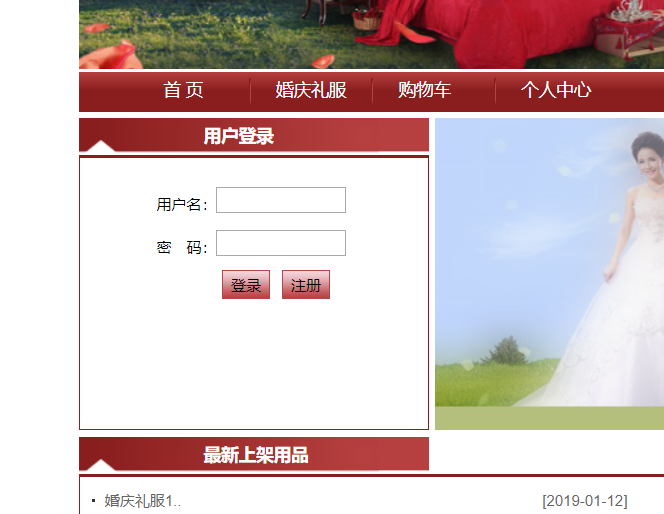 首 页 婚庆礼服 购物车 个人中心
用户登录
用户名：
密 码：
登录 注册
最新上架用品
婚庆礼服1.. [2019-01-12]